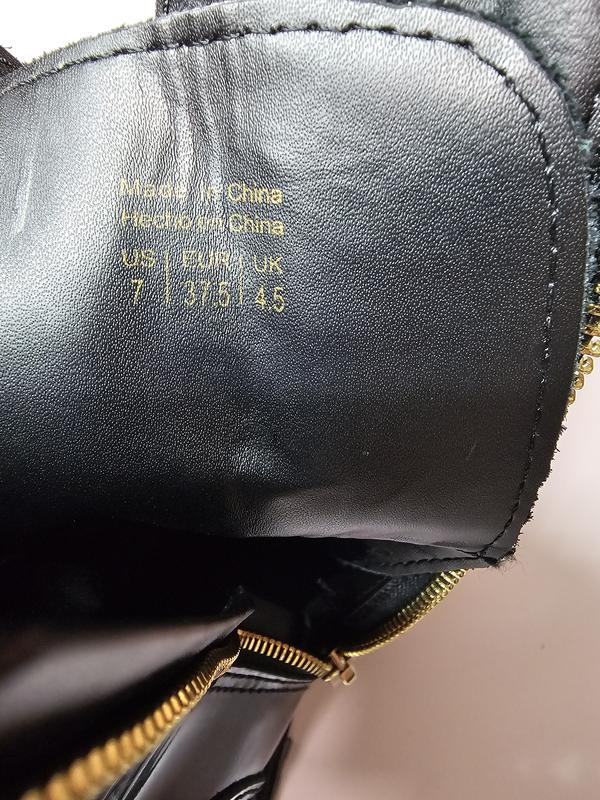 Made in China
Hecho en China
US | EUR | UK
7 | 37.5 | 4.5